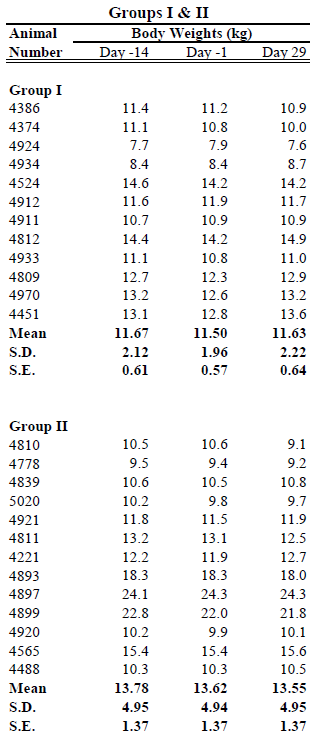 Groups I & II
Animal Body Weights (kg)
Number Day -14 Day -1 Day 29
Group I
4386 11.4 11.2 10.9
4374 11.1 10.8 10.0
4924 7.7 7.9 7.6
4934 8.4 8.4 8.7
4524 14.6 14.2 14.2
4912 11.6 11.9 11.7
4911 10.7 10.9 10.9
4812 14.4 14.2 14.9
4933 11.1 10.8 11.0
4809 12.7 12.3 12.9
4970 13.2 12.6 13.2
4451 13.1 12.8 13.6
Mean 11.67 11.50 11.63
S.D. 2.12 1.96 2.22
S.E. 0.61 0.57 0.64
Group II
4810 10.5 10.6 9.1
4778 9.5 9.4 9.2
4839 10.6 10.5 10.8
5020 10.2 9.8 9.7
4921 11.8 11.5 11.9
4811 13.2 13.1 12.5
4221 12.2 11.9 12.7
4893 18.3 18.3 18.0
4897 24.1 24.3 24.3
4899 22.8 22.0 21.8
4920 10.2 9.9 10.1
4565 15.4 15.4 15.6
4488 10.3 10.3 10.5
Mean 13.78 13.62 13.55
S.D. 4.95 4.94 4.95
S.E. 1.37 1.37 1.37